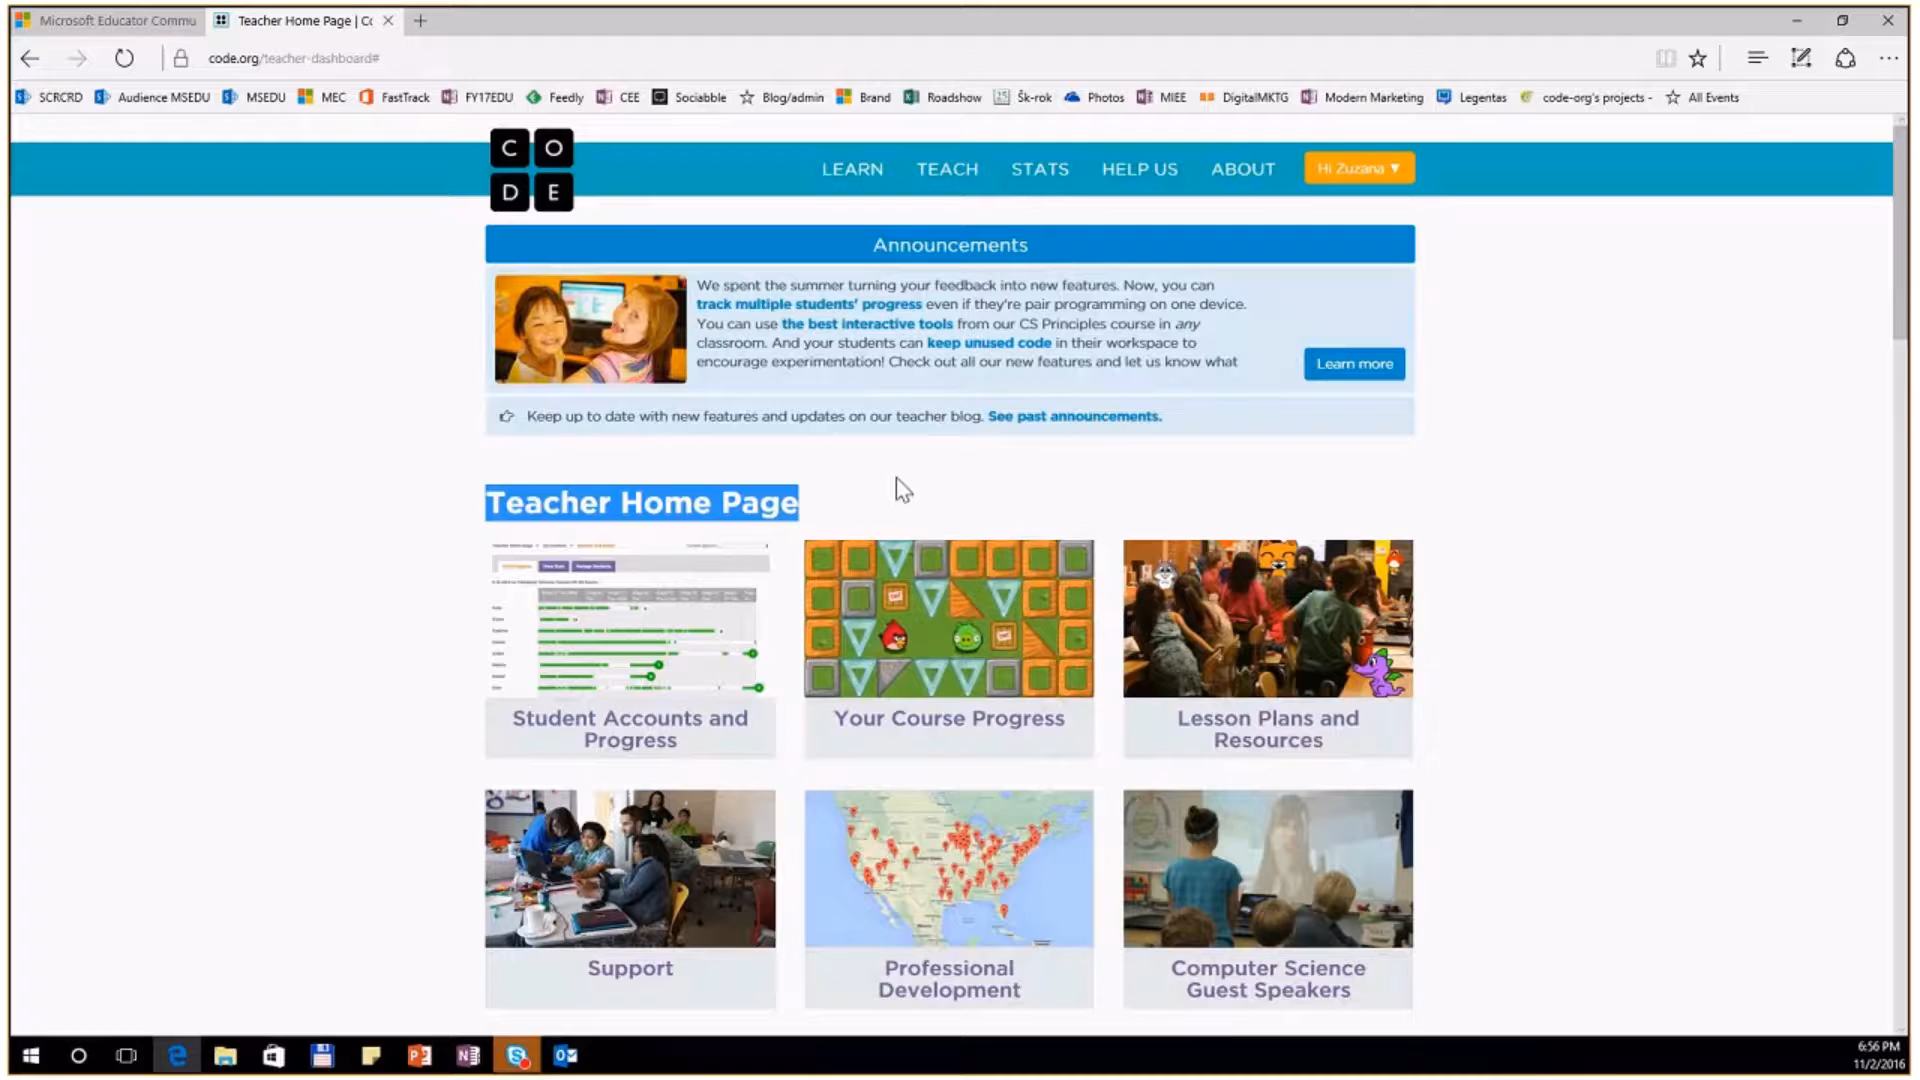 Microsoft Educator Commu
Teacher Home Page | Co
code.org/teacher-dashboard#
SCRCRD Audience MSEDU MSEDU MEC FastTrack FY17EDU Feedly CEE Sociabble Blog/admin Brand Roadshow Šk-rok Photos MIEE DigitalMKTG Modern Marketing Legentas code-org's projects - All Events
C O
D E
LEARN TEACH STATS HELP US ABOUT Hi Zuzana ▼
Announcements
We spent the summer turning your feedback into new features. Now, you can
track multiple students' progress even if they're pair programming on one device.
You can use the best interactive tools from our CS Principles course in any
classroom. And your students can keep unused code in their workspace to
encourage experimentation! Check out all our new features and let us know what
Learn more
Keep up to date with new features and updates on our teacher blog. See past announcements.
Teacher Home Page
Student Accounts and
Progress
Your Course Progress
Lesson Plans and
Resources
Support
Professional
Development
Computer Science
Guest Speakers
6:56 PM
11/2/2016